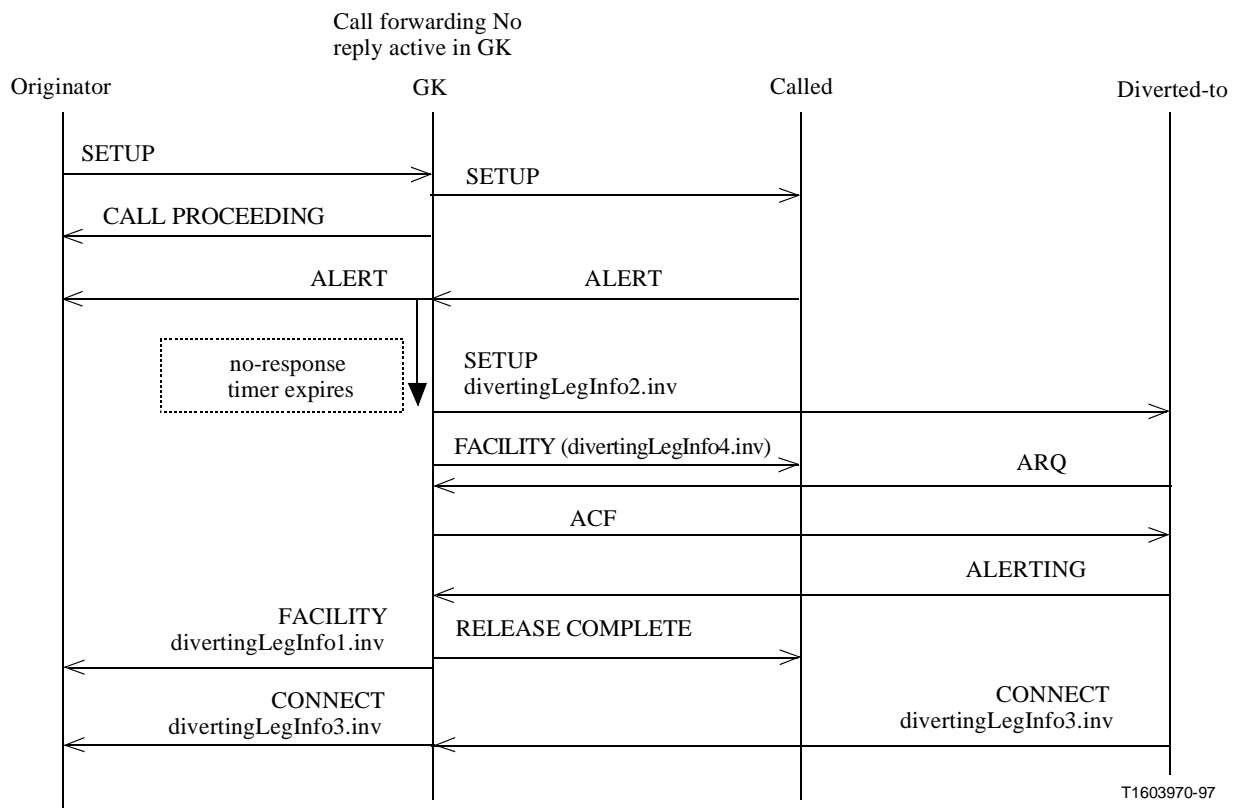 Call forwarding No
reply active in GK
Originator
GK
Called
Diverted-to
SETUP
SETUP
CALL PROCEEDING
ALERT
ALERT
no-response
timer expires
SETUP
divertingLegInfo2.inv
FACILITY (divertingLegInfo4.inv)
ARQ
ACF
ALERTING
FACILITY
divertingLegInfo1.inv
RELEASE COMPLETE
CONNECT
divertingLegInfo3.inv
CONNECT
divertingLegInfo3.inv
T1603970-97